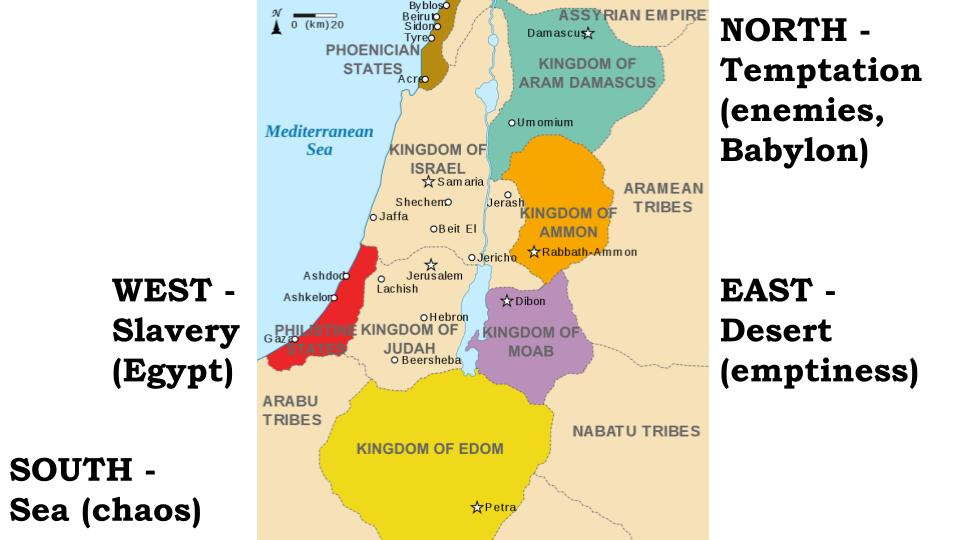 NORTH -
Temptation
(enemies,
Babylon)
WEST -
Slavery
(Egypt)
EAST -
Desert
(emptiness)
SOUTH -
Sea (chaos)
N
0 (km)20
Byblos
Beirut
Sidon
Tyre
PHOENICIAN
STATES
Acre
ASSYRIAN EMPIRE
Damascus
KINGDOM OF
ARAM DAMASCUS
Umomium
Mediterranean
Sea
KINGDOM OF
ISRAEL
Samaria
Shechem
Jaffa
Beit El
Jerash
KINGDOM OF
AMMON
Rabbath-Ammon
ARAMEAN
TRIBES
Jericho
Jerusalem
Ashdod
Lachish
Ashkelon
Dibon
Hebron
Gaza
PHILISTINE
STATES
KINGDOM OF
JUDAH
KINGDOM OF
MOAB
Beersheba
ARABU
TRIBES
NABATU TRIBES
KINGDOM OF EDOM
Petra